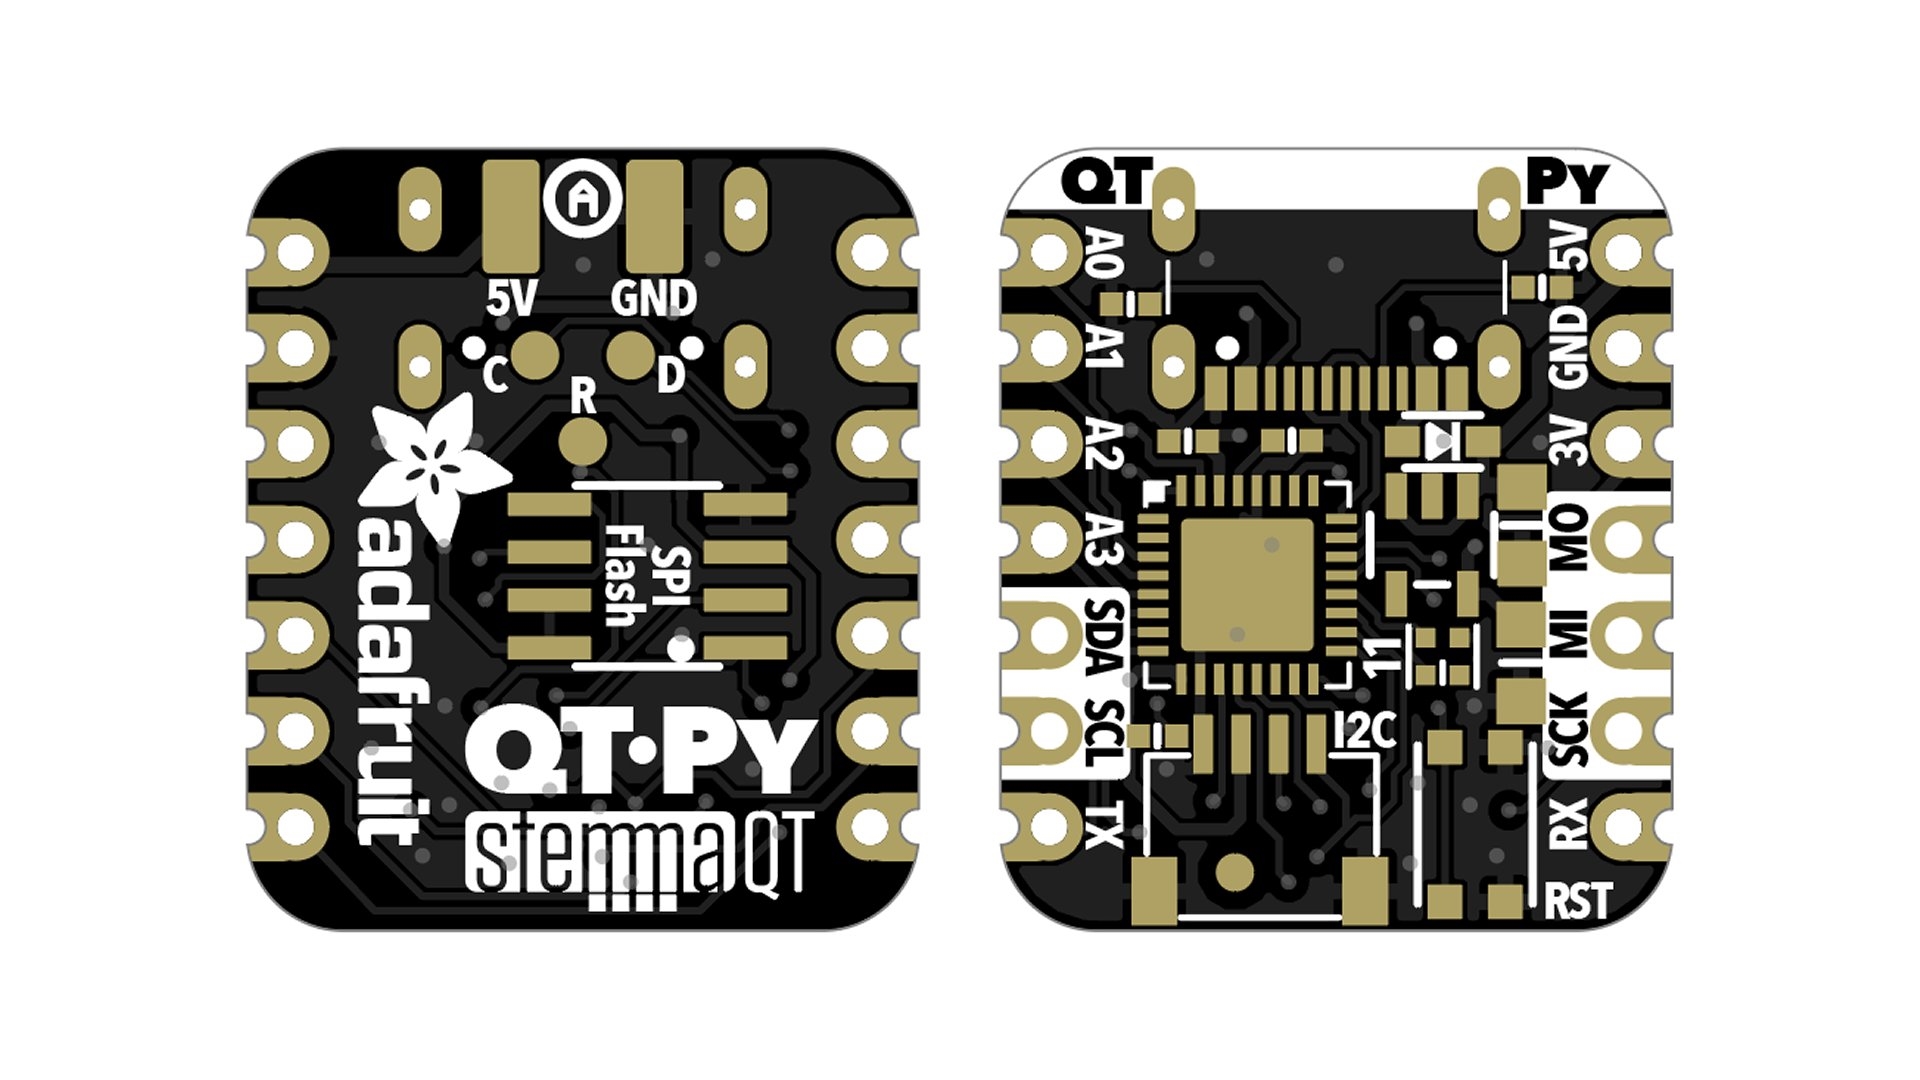 A
5V GND
C D
R
adafruit
SPI
Flash
QT·Py
stemma QT
QT Py
A0
A1
A2
A3
SDA
SCL
TX
5V
GND
3V
MO
MI
SCK
RX
RST
11
I2C